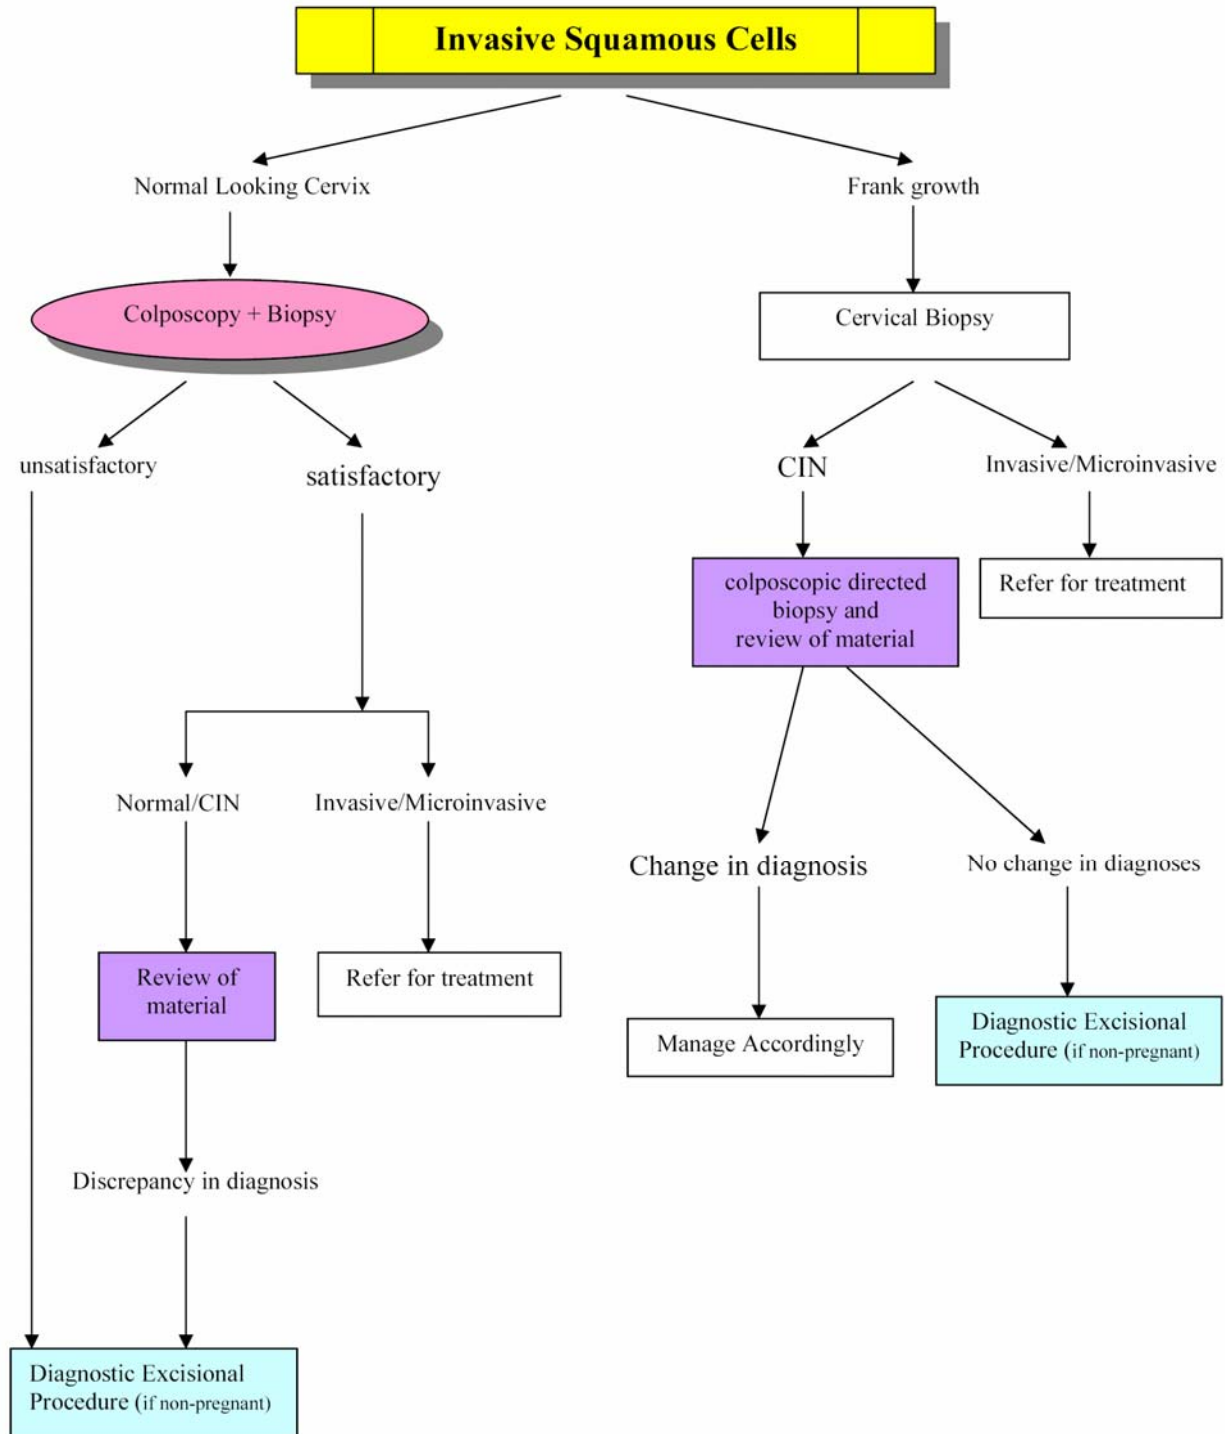 Invasive Squamous Cells
Normal Looking Cervix
Frank growth
Colposcopy + Biopsy
Cervical Biopsy
unsatisfactory
satisfactory
CIN
Invasive/Microinvasive
colposcopic directed
biopsy and
review of material
Refer for treatment
Normal/CIN
Invasive/Microinvasive
Change in diagnosis
No change in diagnoses
Review of
material
Refer for treatment
Manage Accordingly
Diagnostic Excisional
Procedure (if non-pregnant)
Discrepancy in diagnosis
Diagnostic Excisional
Procedure (if non-pregnant)